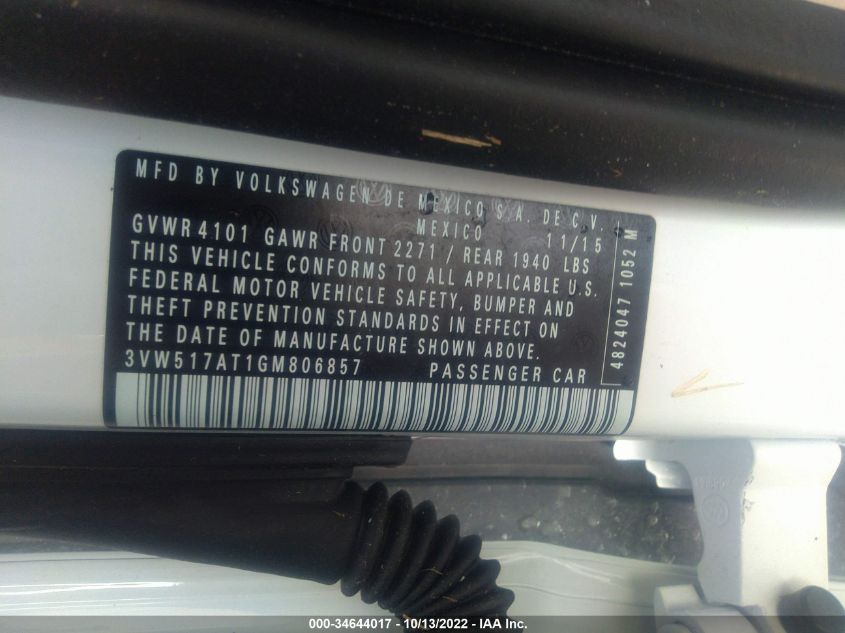 MFD BY VOLKSWAGEN DE MEXICO S.A. DE C.V.
MEXICO 11/15
GVWR 4101 GAWR FRONT 2271 / REAR 1940 LBS
THIS VEHICLE CONFORMS TO ALL APPLICABLE U.S.
FEDERAL MOTOR VEHICLE SAFETY, BUMPER AND
THEFT PREVENTION STANDARDS IN EFFECT ON
THE DATE OF MANUFACTURE SHOWN ABOVE.
3VW517AT1GM806857 PASSENGER CAR
4824047 1052 M
000-34644017 - 10/13/2022 - IAA Inc.